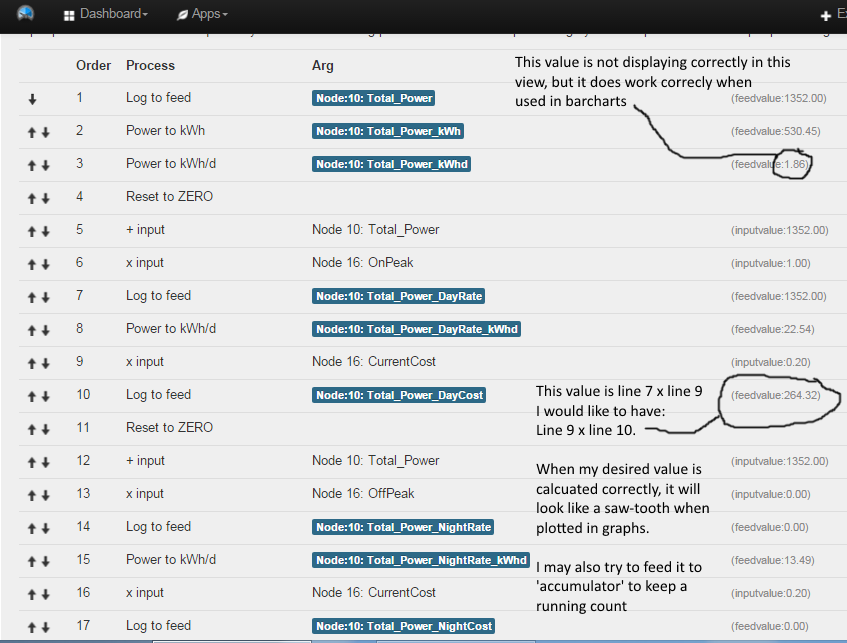 Dashboard
Apps
E
Order Process Arg
This value is not displaying correctly in this
view, but it does work correcly when
used in barcharts
1 Log to feed Node:10: Total_Power (feedvalue:1352.00)
2 Power to kWh Node:10: Total_Power_kWh (feedvalue:530.45)
3 Power to kWh/d Node:10: Total_Power_kWhd (feedvalue:1.86)
4 Reset to ZERO
5 + input Node 10: Total_Power (inputvalue:1352.00)
6 x input Node 16: OnPeak (inputvalue:1.00)
7 Log to feed Node:10: Total_Power_DayRate (feedvalue:1352.00)
8 Power to kWh/d Node:10: Total_Power_DayRate_kWhd (feedvalue:22.54)
9 x input Node 16: CurrentCost (inputvalue:0.20)
10 Log to feed Node:10: Total_Power_DayCost (feedvalue:264.32)
This value is line 7 x line 9
I would like to have:
Line 9 x line 10.
11 Reset to ZERO
12 + input Node 10: Total_Power (inputvalue:1352.00)
13 x input Node 16: OffPeak (inputvalue:0.00)
When my desired value is
calcuated correctly, it will
look like a saw-tooth when
plotted in graphs.
14 Log to feed Node:10: Total_Power_NightRate (feedvalue:0.00)
15 Power to kWh/d Node:10: Total_Power_NightRate_kWhd (feedvalue:13.49)
I may also try to feed it to
'accumulator' to keep a
running count
16 x input Node 16: CurrentCost (inputvalue:0.20)
17 Log to feed Node:10: Total_Power_NightCost (feedvalue:0.00)